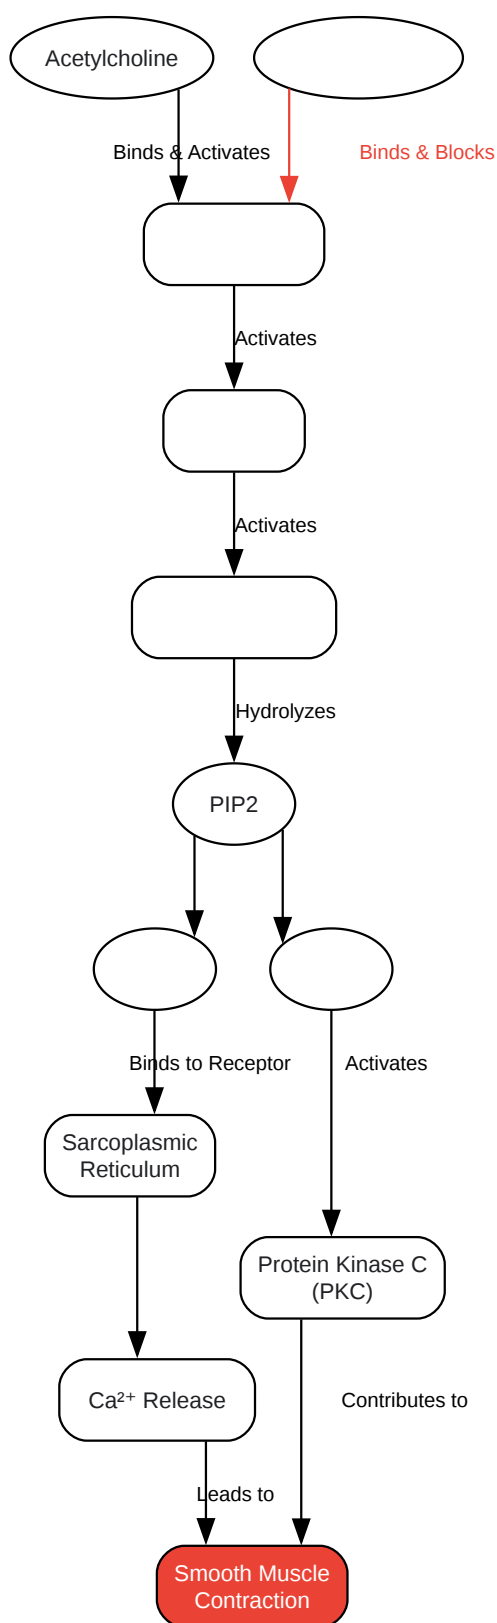 Acetylcholine
Binds & Activates
Binds & Blocks
Activates
Activates
Hydrolyzes
PIP2
Binds to Receptor
Activates
Sarcoplasmic
Reticulum
Protein Kinase C
(PKC)
Ca²⁺ Release
Contributes to
Leads to
Smooth Muscle
Contraction